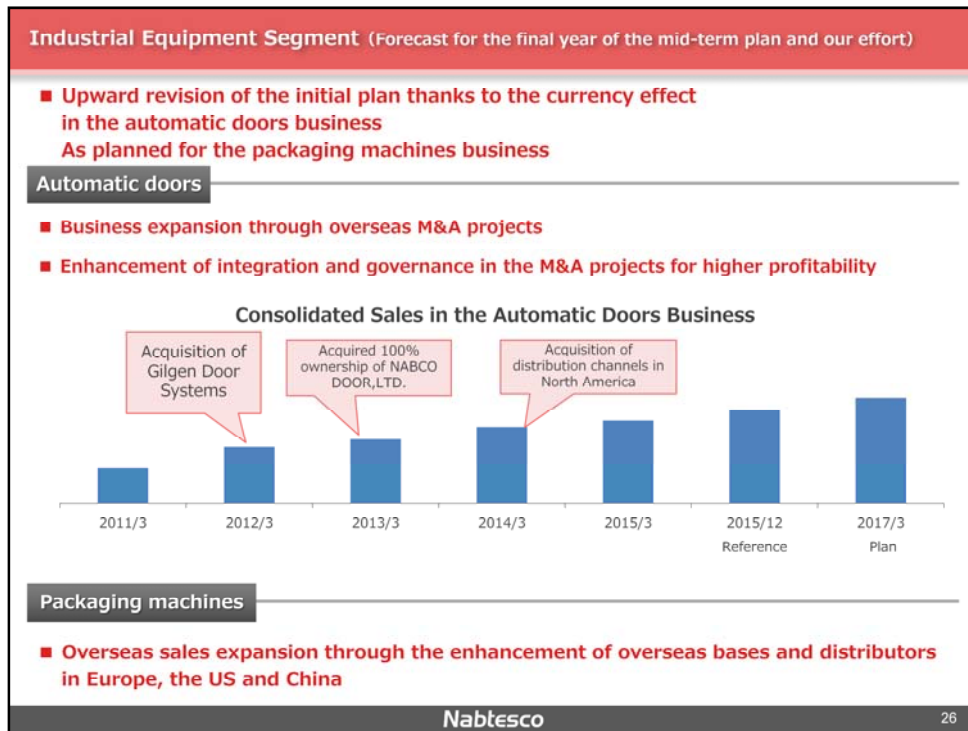 Industrial Equipment Segment (Forecast for the final year of the mid-term plan and our effort)
■ Upward revision of the initial plan thanks to the currency effect
in the automatic doors business
As planned for the packaging machines business
Automatic doors
■ Business expansion through overseas M&A projects
■ Enhancement of integration and governance in the M&A projects for higher profitability
Consolidated Sales in the Automatic Doors Business
Acquisition of
Gilgen Door
Systems
Acquired 100%
ownership of NABCO
DOOR,LTD.
Acquisition of
distribution channels in
North America
2011/3
2012/3
2013/3
2014/3
2015/3
2015/12
Reference
2017/3
Plan
Packaging machines
■ Overseas sales expansion through the enhancement of overseas bases and distributors
in Europe, the US and China
Nabtesco
26